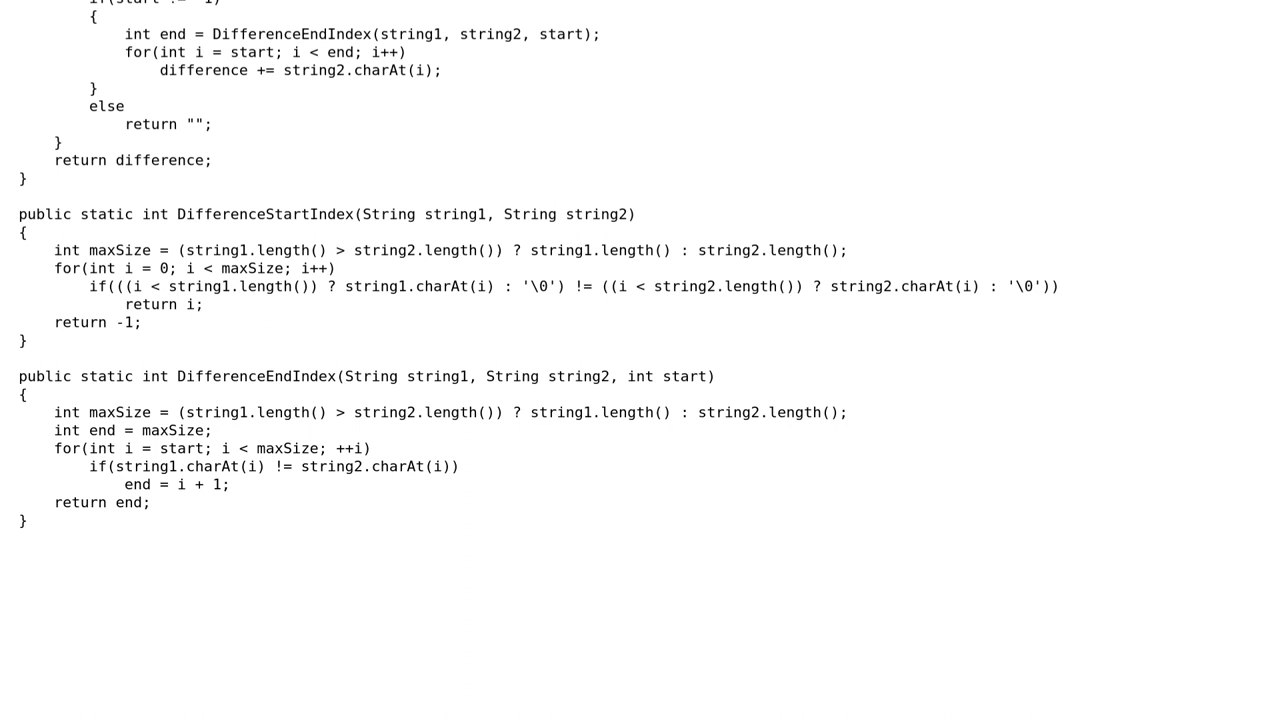 if(start != -1)
{
int end = DifferenceEndIndex(string1, string2, start);
for(int i = start; i < end; i++)
difference += string2.charAt(i);
}
else
return "";
}
return difference;
}
public static int DifferenceStartIndex(String string1, String string2)
{
int maxSize = (string1.length() > string2.length()) ? string1.length() : string2.length();
for(int i = 0; i < maxSize; i++)
if(((i < string1.length()) ? string1.charAt(i) : '\0') != ((i < string2.length()) ? string2.charAt(i) : '\0'))
return i;
return -1;
}
public static int DifferenceEndIndex(String string1, String string2, int start)
{
int maxSize = (string1.length() > string2.length()) ? string1.length() : string2.length();
int end = maxSize;
for(int i = start; i < maxSize; ++i)
if(string1.charAt(i) != string2.charAt(i))
end = i + 1;
return end;
}